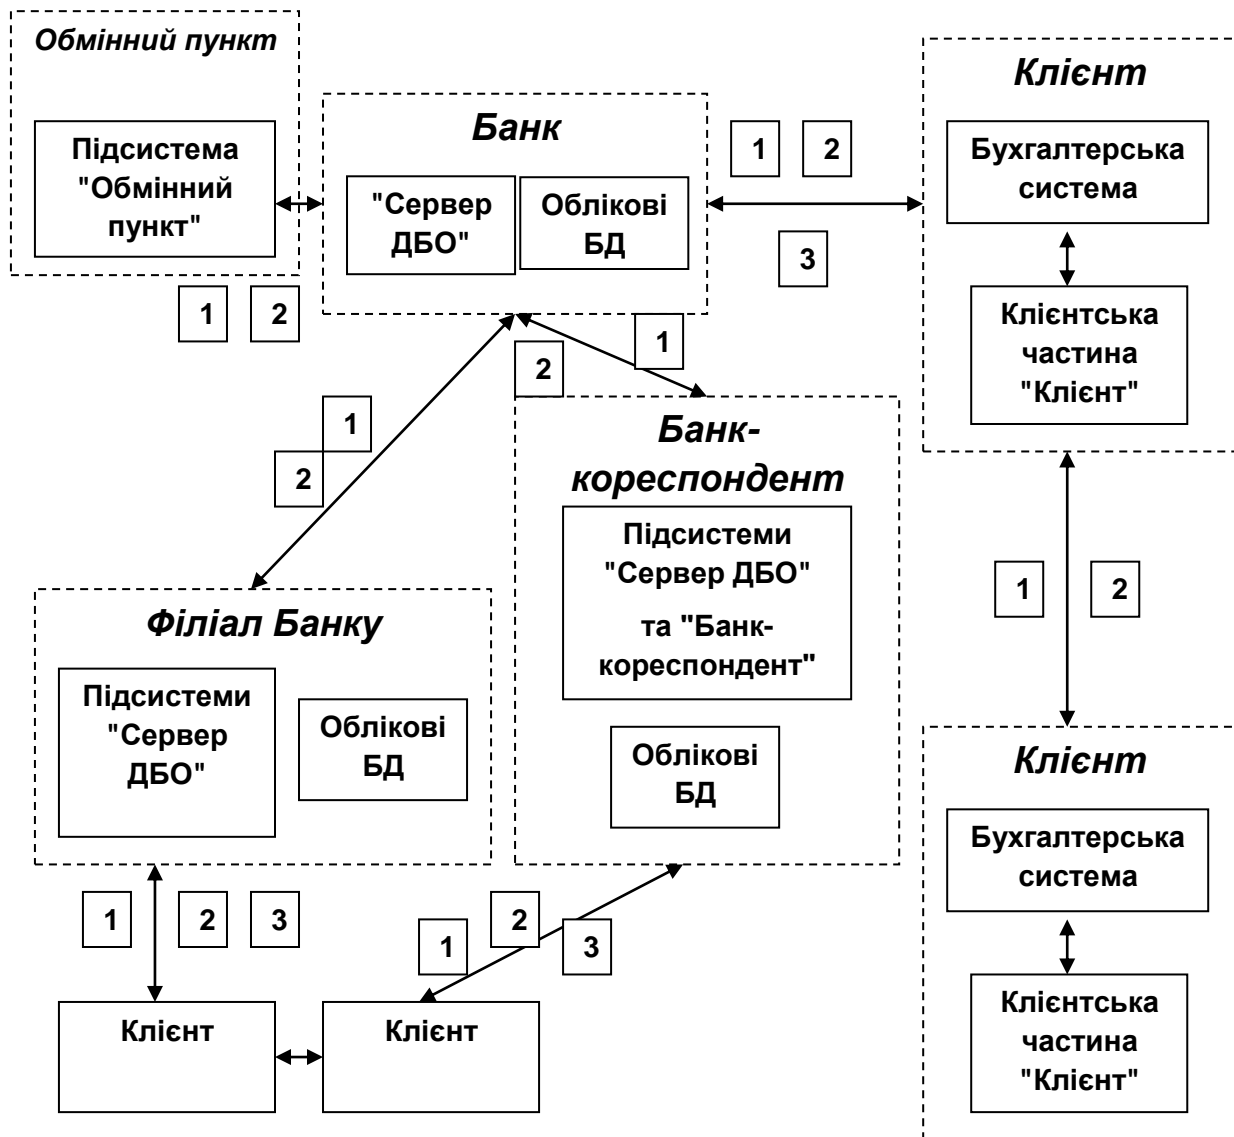 Обмінний пункт
Підсистема
"Обмінний
пункт"
1 2
Банк
"Сервер
ДБО"
Облікові
БД
1 2
3
Клієнт
Бухгалтерська
система
Клієнтська
частина
"Клієнт"
1
2
1
2
Банк-
кореспондент
Підсистеми
"Сервер ДБО"
та "Банк-
кореспондент"
Облікові
БД
1 2
Філіал Банку
Підсистеми
"Сервер
ДБО"
Облікові
БД
Клієнт
Бухгалтерська
система
Клієнтська
частина
"Клієнт"
1 2 3
1 2 3
Клієнт
Клієнт